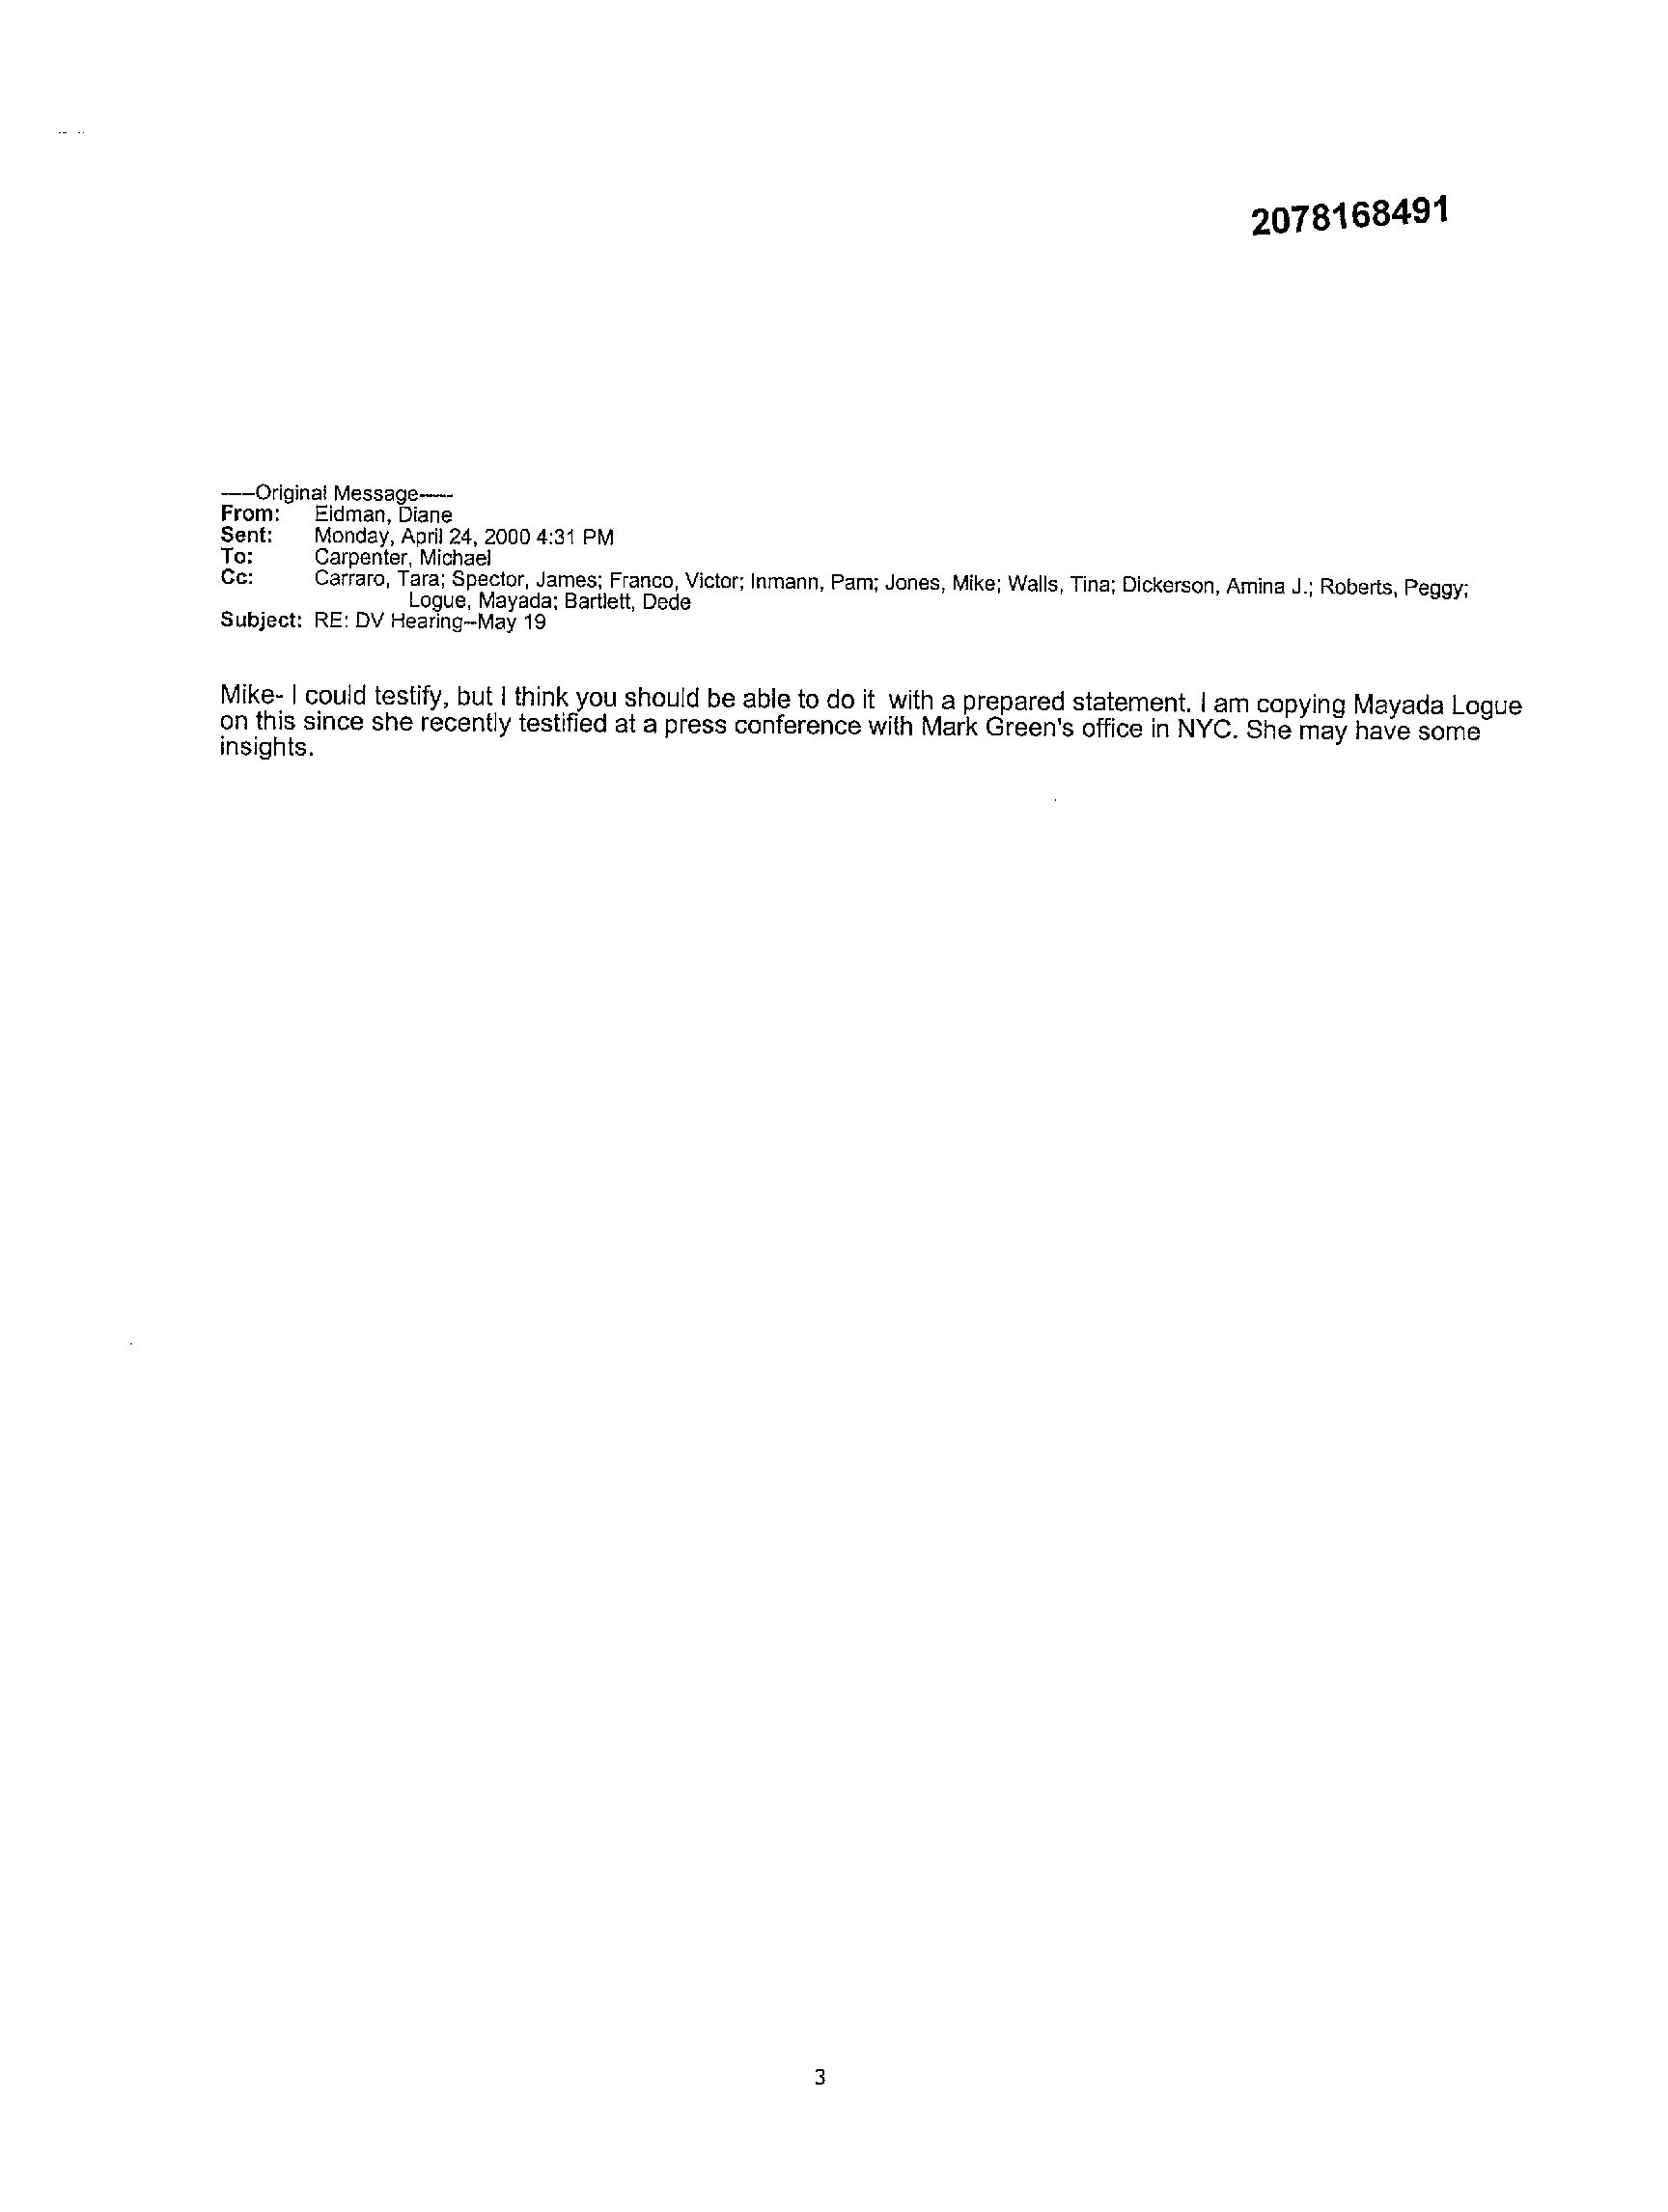 2078168491
-----Original Message-----
From: Eidman, Diane
Sent: Monday, April 24, 2000 4:31 PM
To: Carpenter, Michael
Cc: Carraro, Tara; Spector, James; Franco, Victor; Inmann, Pam; Jones, Mike; Walls, Tina; Dickerson, Amina J.; Roberts, Peggy;
Logue, Mayada; Bartlett, Dede
Subject: RE: DV Hearing--May 19
Mike- I could testify, but I think you should be able to do it with a prepared statement. I am copying Mayada Logue
on this since she recently testified at a press conference with Mark Green's office in NYC. She may have some
insights.
3